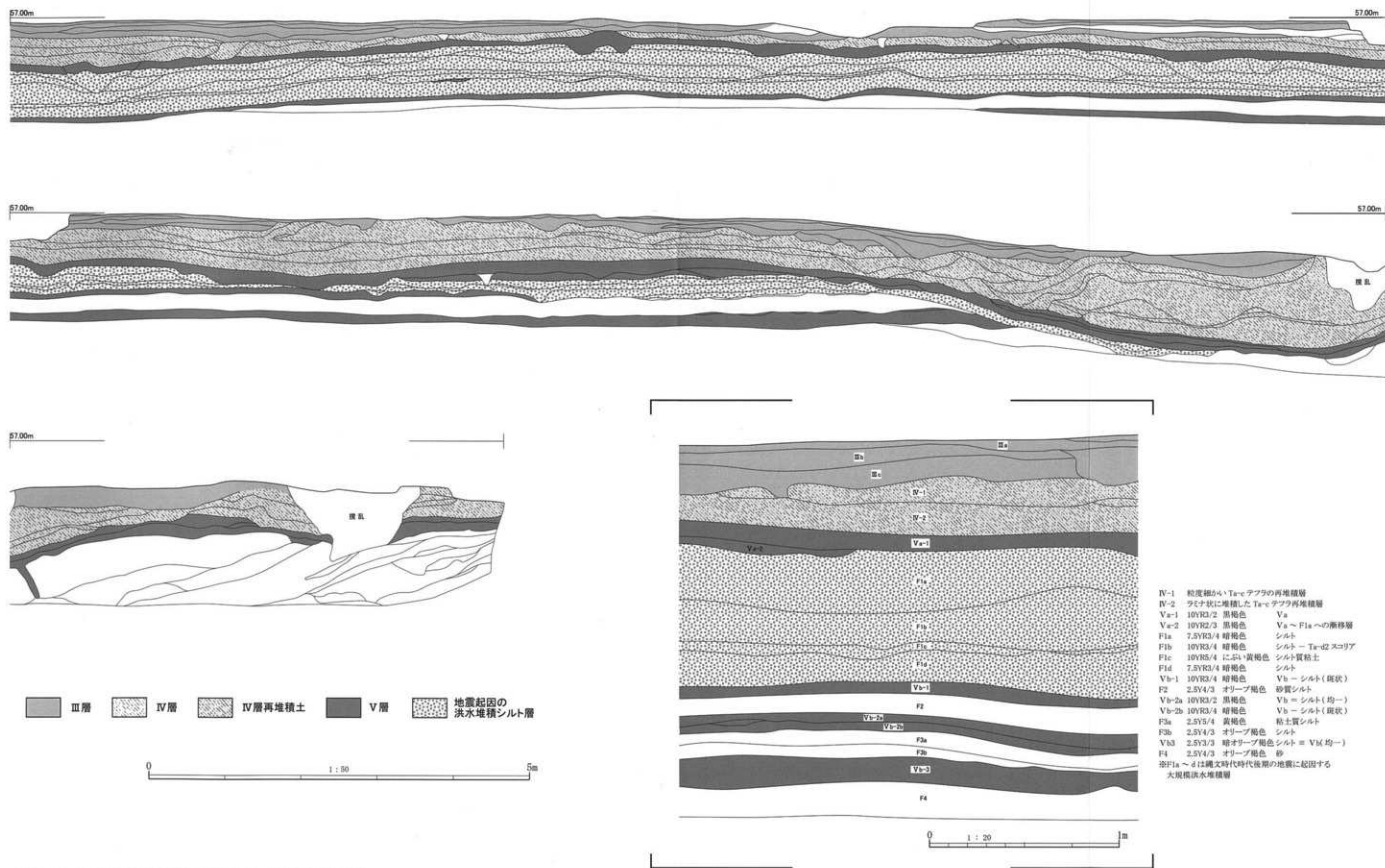 57.00m
57.00m
57.00m
攪乱
57.00m
攪乱
Ⅲa
Ⅲb
Ⅲc
Ⅳ-1
Ⅳ-2
Ⅴa-1
Ⅴa-2
F1a
F1b
F1c
F1d
Ⅴb-1
F2
Ⅴb-2a
Ⅴb-2b
F3a
F3b
Ⅴb-3
F4
Ⅳ-1 粒度細かいTa-cテフラの再堆積層
Ⅳ-2 ラミナ状に堆積したTa-cテフラ再堆積層
Ⅴa-1 10YR3/2 黒褐色 Ⅴa
Ⅴa-2 10YR2/3 黒褐色 Ⅴa～F1aへの漸移層
F1a 7.5YR3/4 暗褐色 シルト
F1b 10YR3/4 暗褐色 シルト－Ta-d2スコリア
F1c 10YR5/4 にぶい黄褐色 シルト質粘土
F1d 7.5YR3/4 暗褐色 シルト
Ⅴb-1 10YR3/4 暗褐色 Ⅴb－シルト(斑状)
F2 2.5Y4/3 オリーブ褐色 砂質シルト
Ⅴb-2a 10YR3/2 黒褐色 Ⅴb＝シルト(均一)
Ⅴb-2b 10YR3/4 暗褐色 Ⅴb－シルト(斑状)
F3a 2.5Y5/4 黄褐色 粘土質シルト
F3b 2.5Y4/3 オリーブ褐色 シルト
Ⅴb3 2.5Y3/3 暗オリーブ褐色 シルト＝Ⅴb(均一)
F4 2.5Y4/3 オリーブ褐色 砂
※F1a～dは縄文時代時代後期の地震に起因する
大規模洪水堆積層
Ⅲ層
Ⅳ層
Ⅳ層再堆積土
Ⅴ層
地震起因の
洪水堆積シルト層
0 1:50 5m
0 1:20 1m